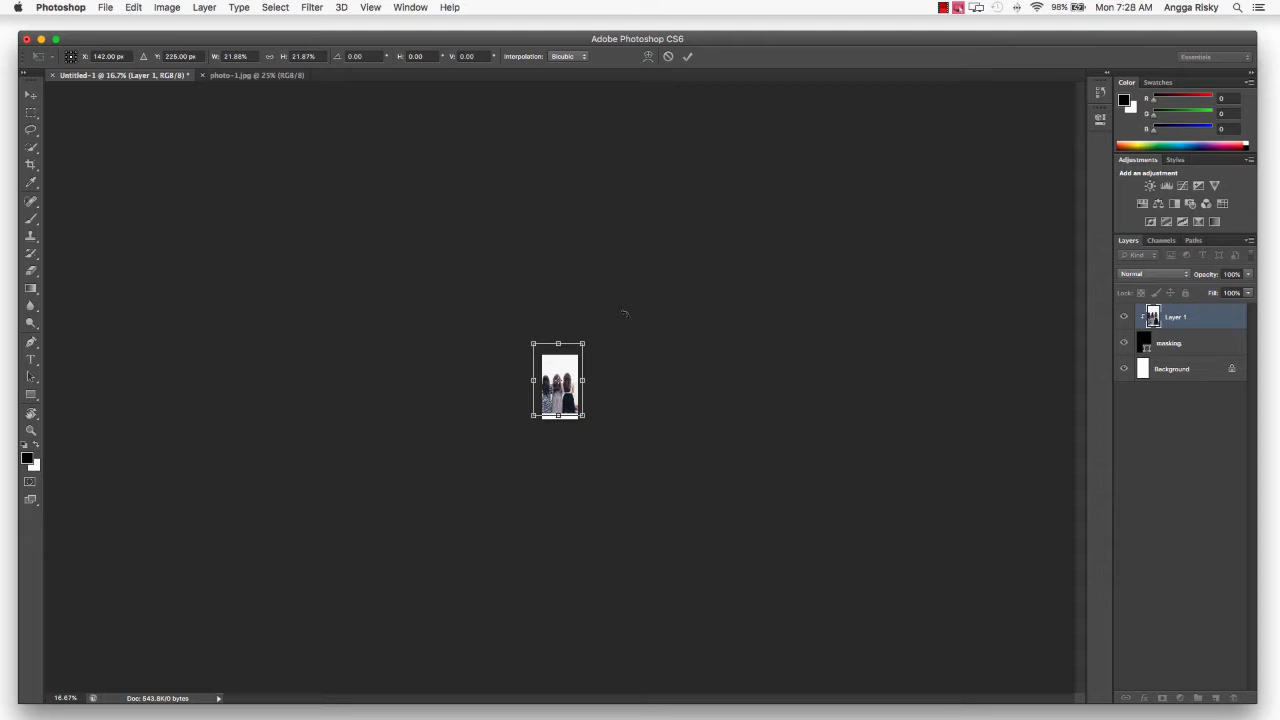 Photoshop File Edit Image Layer Type Select Filter 3D View Window Help 98% Mon 7:28 AM Angga Risky
Adobe Photoshop CS6
X: 142.00 px Y: 225.00 px W: 21.88% H: 21.87% 0.00 ° H: 0.00 ° V: 0.00 ° Interpolation: Bicubic Essentials
Untitled-1 @ 16.7% (Layer 1, RGB/8) * photo-1.jpg @ 25% (RGB/8)
Color Swatches
R 0
G 0
B 0
Adjustments Styles
Add an adjustment
Layers Channels Paths
Kind
Normal Opacity: 100%
Lock: Fill: 100%
Layer 1
masking.
Background
16.67% Doc: 543.8K/0 bytes